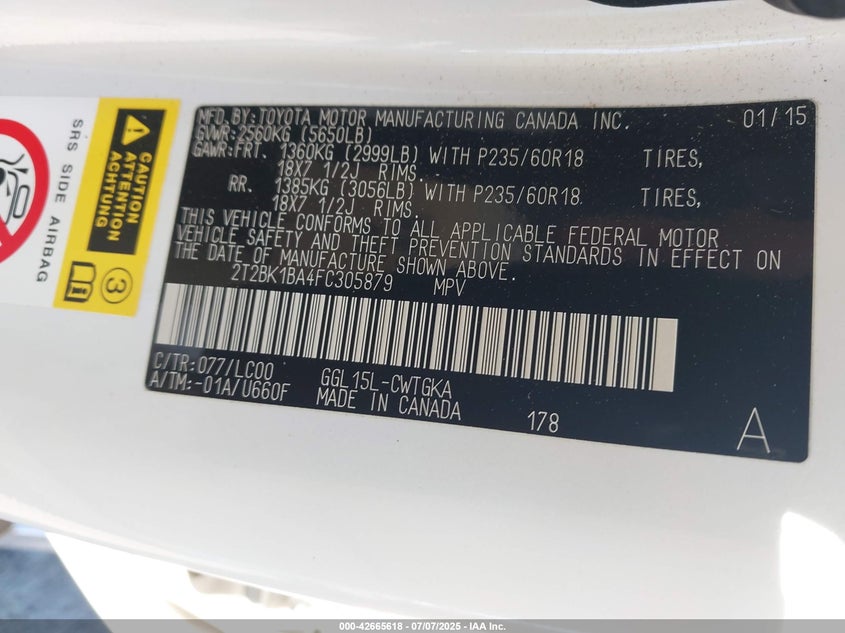 MFD.BY:TOYOTA MOTOR MANUFACTURING CANADA INC. 01/15
GVWR:2560KG (5650LB)
GAWR:FRT. 1360KG (2999LB) WITH P235/60R18 TIRES,
18X7 1/2J RIMS.
RR. 1385KG (3056LB) WITH P235/60R18 TIRES,
18X7 1/2J RIMS.
THIS VEHICLE CONFORMS TO ALL APPLICABLE FEDERAL MOTOR
VEHICLE SAFETY AND THEFT PREVENTION STANDARDS IN EFFECT ON
THE DATE OF MANUFACTURE SHOWN ABOVE.
2T2BK1BA4FC305879 MPV
C/TR:077/LC00 GGL15L-CWTGKA
A/TM:-01A/U660F MADE IN CANADA 178 A
SRS SIDE AIRBAG
CAUTION
ATTENTION
ACHTUNG
3
000-42665618 - 07/07/2025 - IAA Inc.